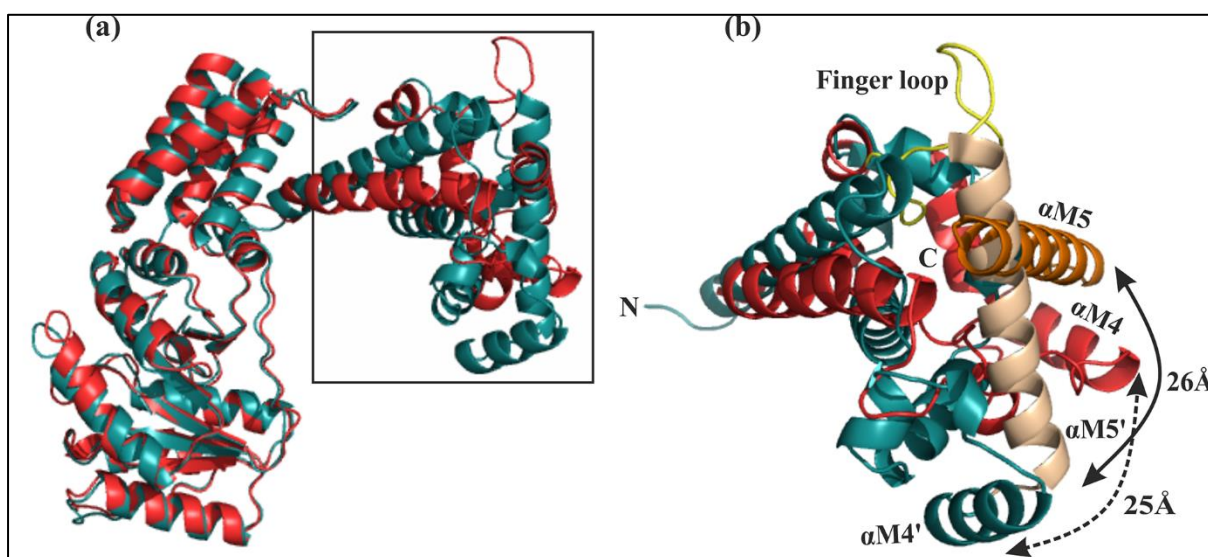 (a)
(b)
Finger loop
αM5
C
αM4
N
26Å
αM5'
25Å
αM4'